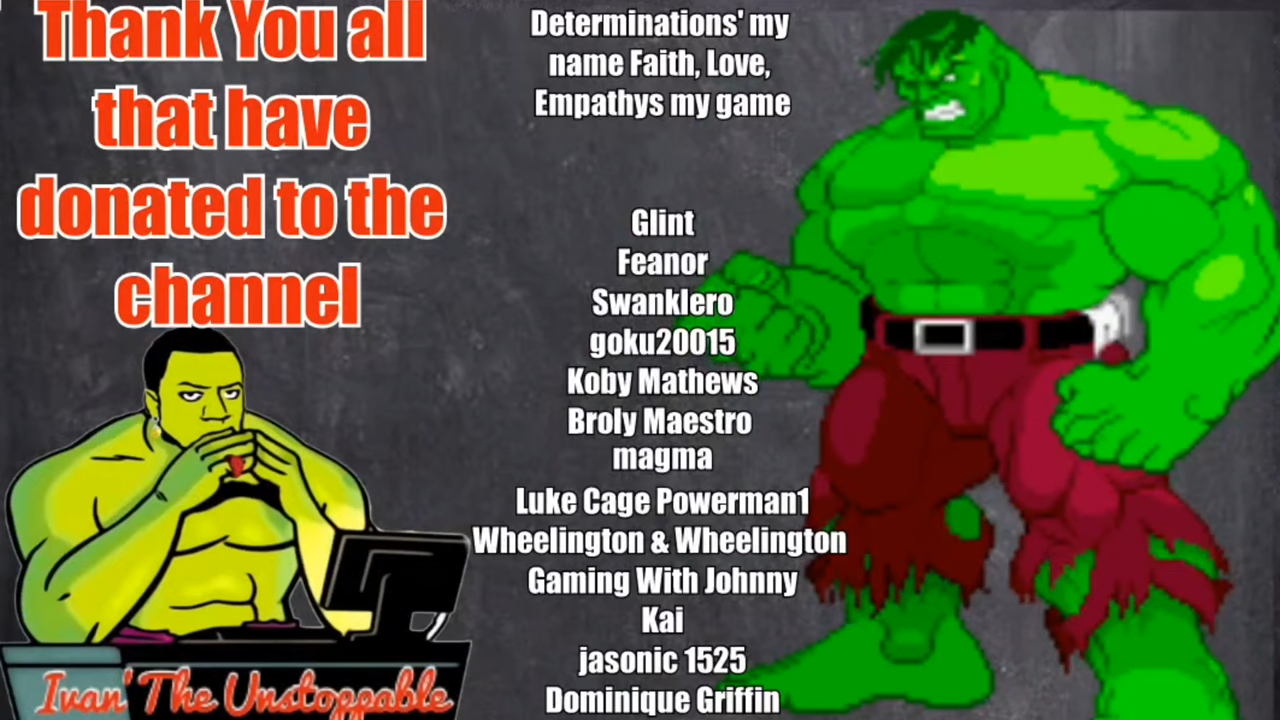 Thank You all
that have
donated to the
channel
Ivan' The Unstoppable
Determinations' my
name Faith, Love,
Empathys my game
Glint
Feanor
Swanklero
goku20015
Koby Mathews
Broly Maestro
magma
Luke Cage Powerman1
Wheelington & Wheelington
Gaming With Johnny
Kai
jasonic 1525
Dominique Griffin